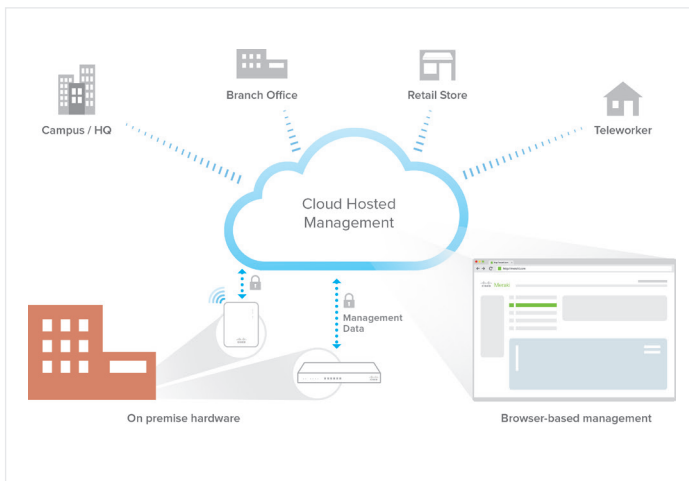 Campus / HQ
Branch Office
Retail Store
Teleworker
Cloud Hosted
Management
Management
Data
Meraki
On premise hardware
Browser-based management